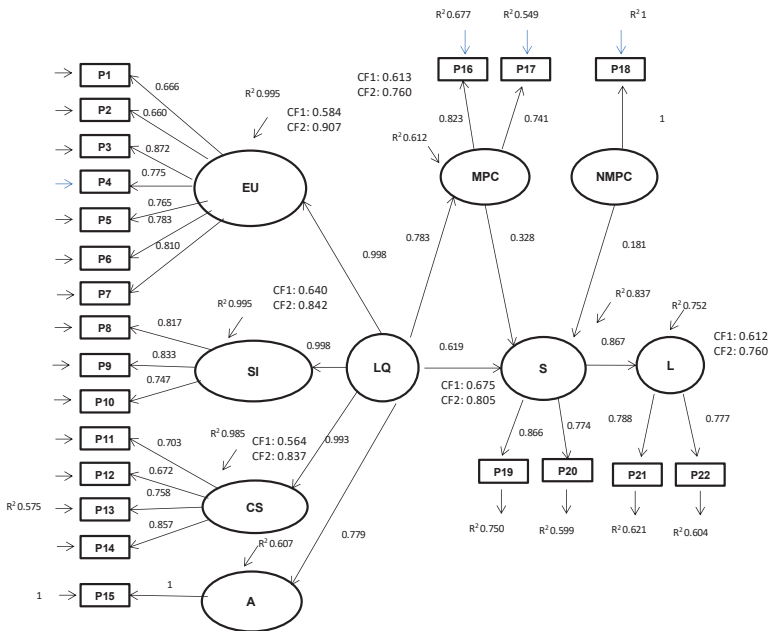 R² 0.677
R² 0.549
R² 1
P16
P17
P18
P1
P2
P3
P4
P5
P6
P7
0.666
0.660
0.872
0.775
0.765
0.783
0.810
R² 0.995
CF1: 0.584
CF2: 0.907
EU
CF1: 0.613
CF2: 0.760
0.823
0.741
1
R² 0.612
MPC
NMPC
0.998
0.783
0.328
0.181
P8
P9
P10
0.817
0.833
0.747
R² 0.995
CF1: 0.640
CF2: 0.842
SI
0.998
LQ
0.619
R² 0.837
S
CF1: 0.675
CF2: 0.805
0.867
R² 0.752
L
CF1: 0.612
CF2: 0.760
0.866
0.774
0.788
0.777
P19
P20
P21
P22
R² 0.750
R² 0.599
R² 0.621
R² 0.604
P11
P12
R² 0.575
P13
P14
0.703
0.672
0.758
0.857
R² 0.985
CF1: 0.564
CF2: 0.837
CS
0.993
0.779
R² 0.607
A
1
P15
1